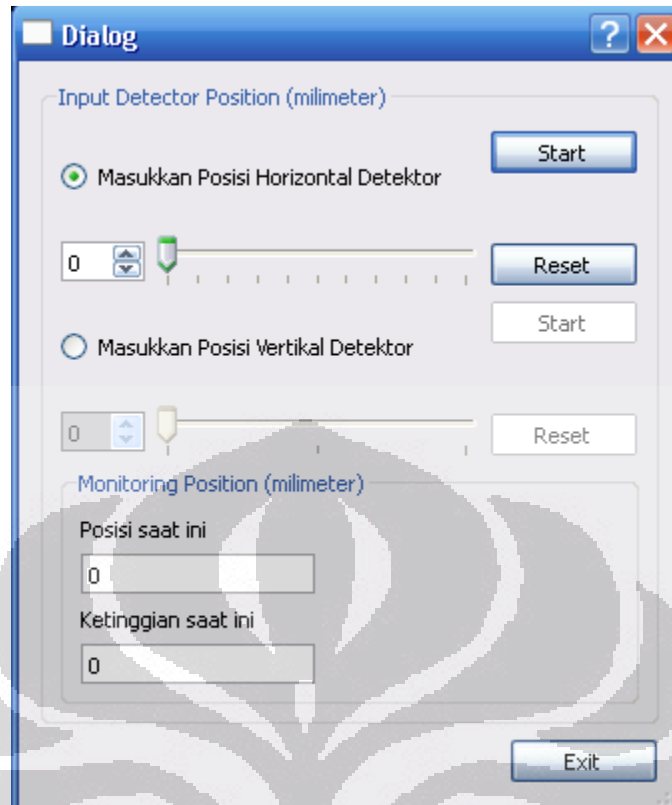 Dialog
?
Input Detector Position (milimeter)
Start
Masukkan Posisi Horizontal Detektor
0
Reset
Start
Masukkan Posisi Vertikal Detektor
0
Reset
Monitoring Position (milimeter)
Posisi saat ini
0
Ketinggian saat ini
0
Exit